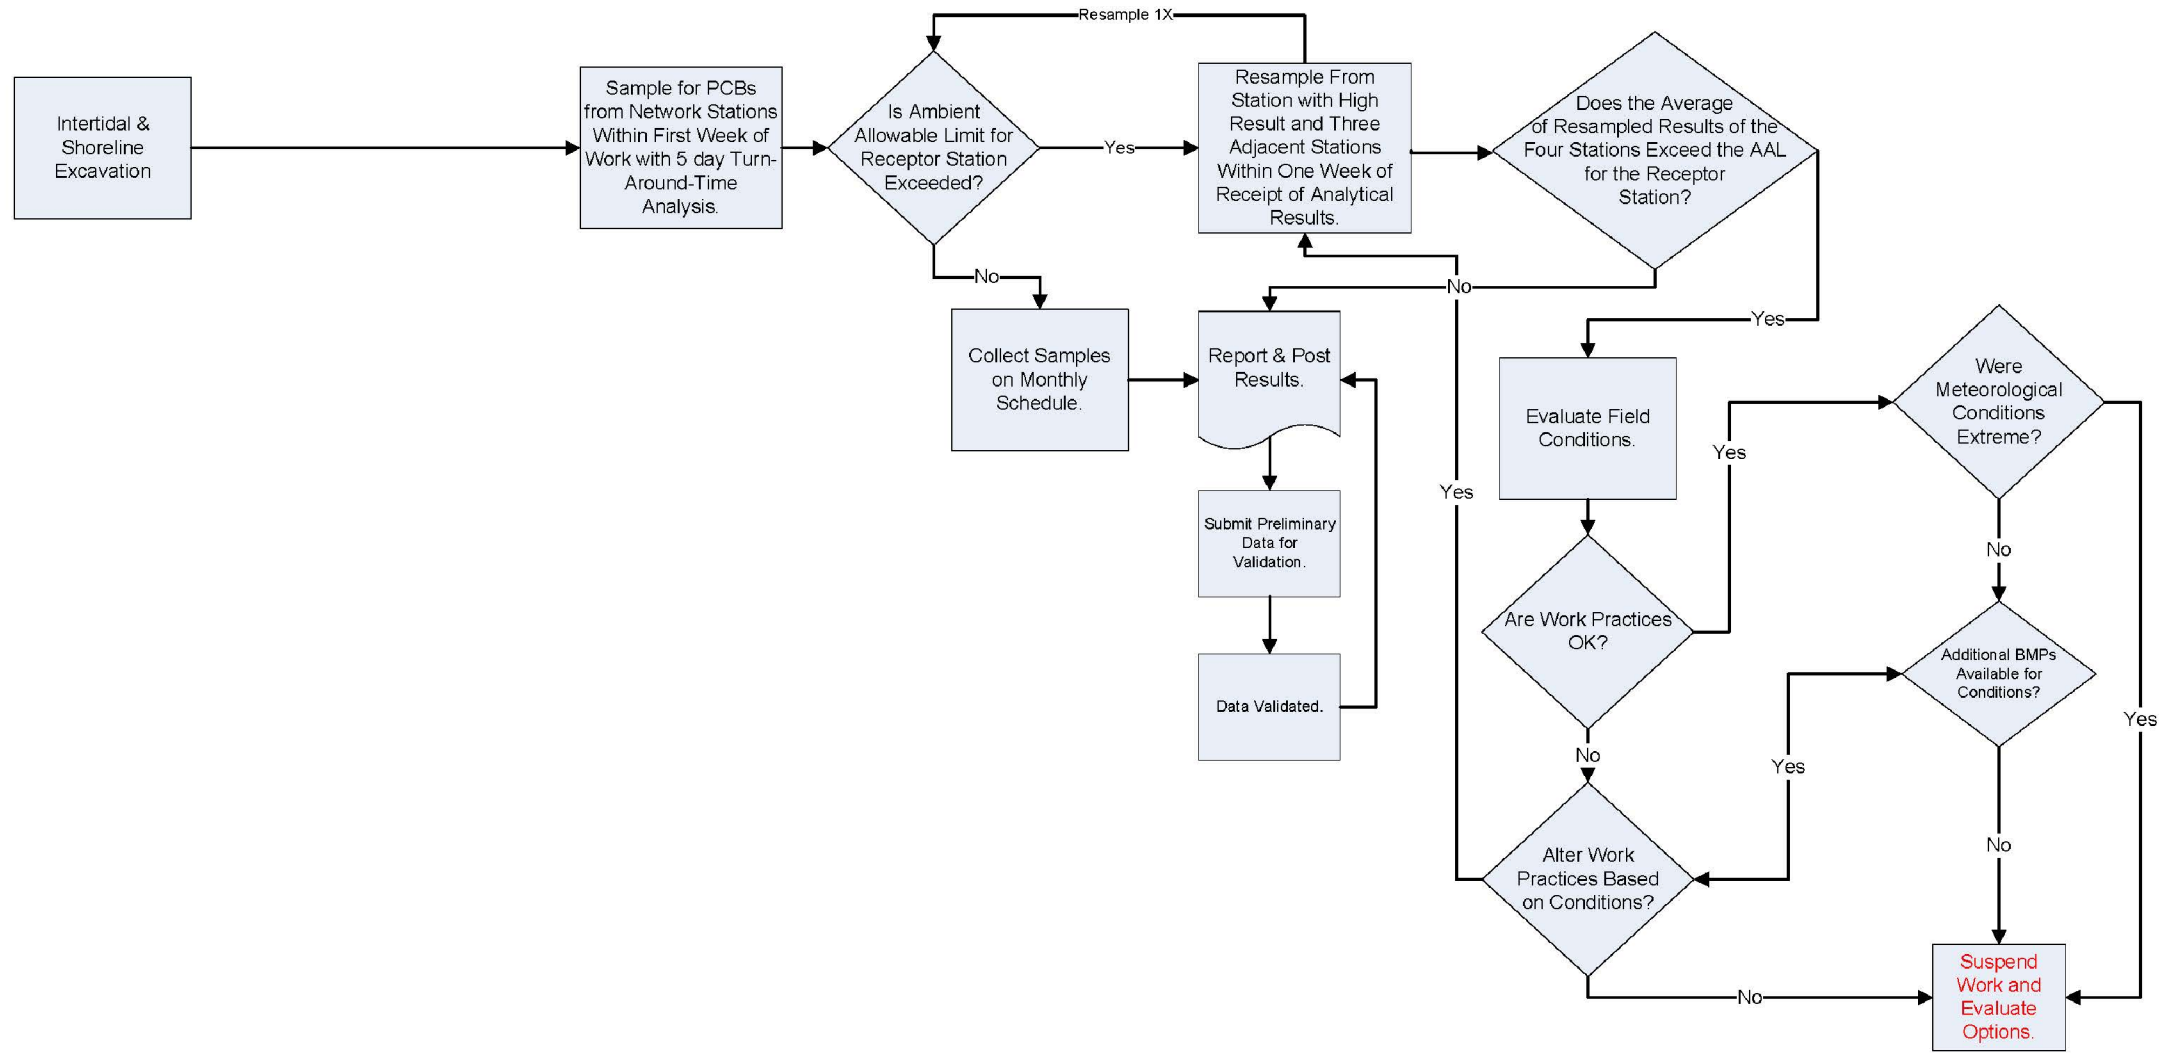 Resample 1X
Intertidal &
Shoreline
Excavation
Sample for PCBs
from Network Stations
Within First Week of
Work with 5 day Turn-
Around-Time
Analysis.
Is Ambient
Allowable Limit for
Receptor Station
Exceeded?
Yes
Resample From
Station with High
Result and Three
Adjacent Stations
Within One Week of
Receipt of Analytical
Results.
Does the Average
of Resampled Results of the
Four Stations Exceed the AAL
for the Receptor
Station?
No
No
Yes
Collect Samples
on Monthly
Schedule.
Report & Post
Results.
Evaluate Field
Conditions.
Were
Meteorological
Conditions
Extreme?
Yes
Yes
Submit Preliminary
Data for
Validation.
No
Are Work Practices
OK?
Additional BMPs
Available for
Conditions?
Data Validated.
Yes
No
Yes
Alter Work
Practices Based
on Conditions?
No
No
Suspend
Work and
Evaluate
Options.